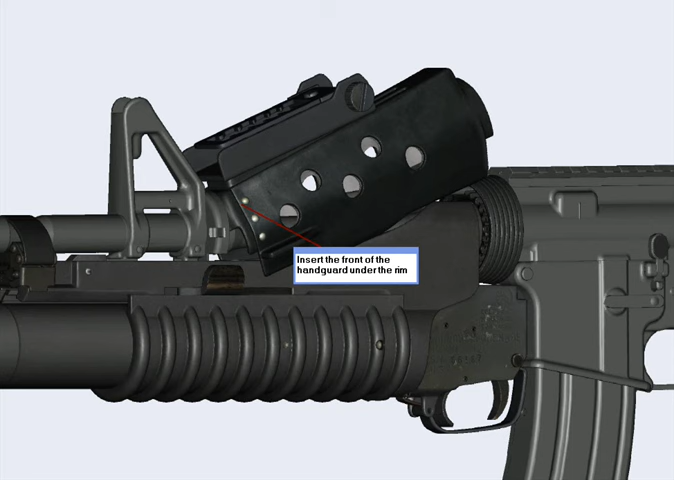 Insert the front of the
handguard under the rim